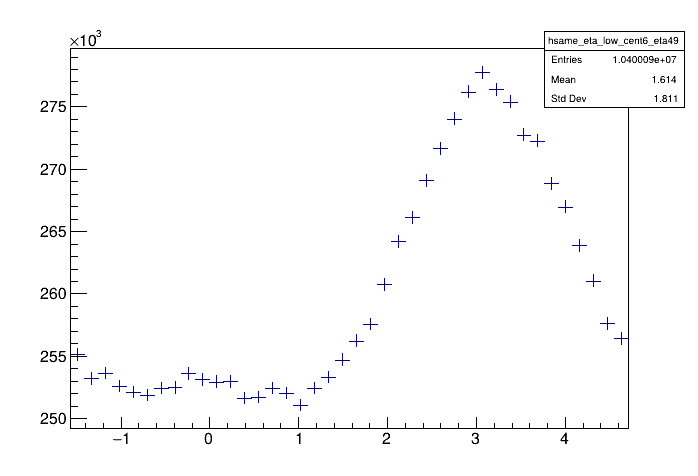 ×10³
hsame_eta_low_cent6_eta49
Entries 1.040009e+07
Mean 1.614
Std Dev 1.811
275
270
265
260
255
250
−1 0 1 2 3 4